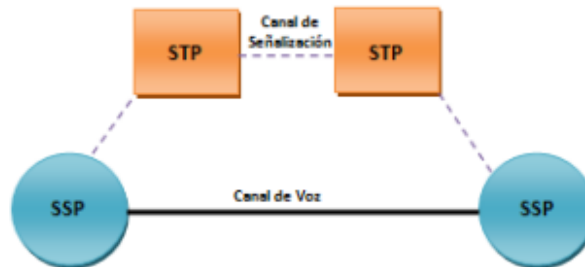 Canal de
Señalización
STP
STP
Canal de Voz
SSP
SSP